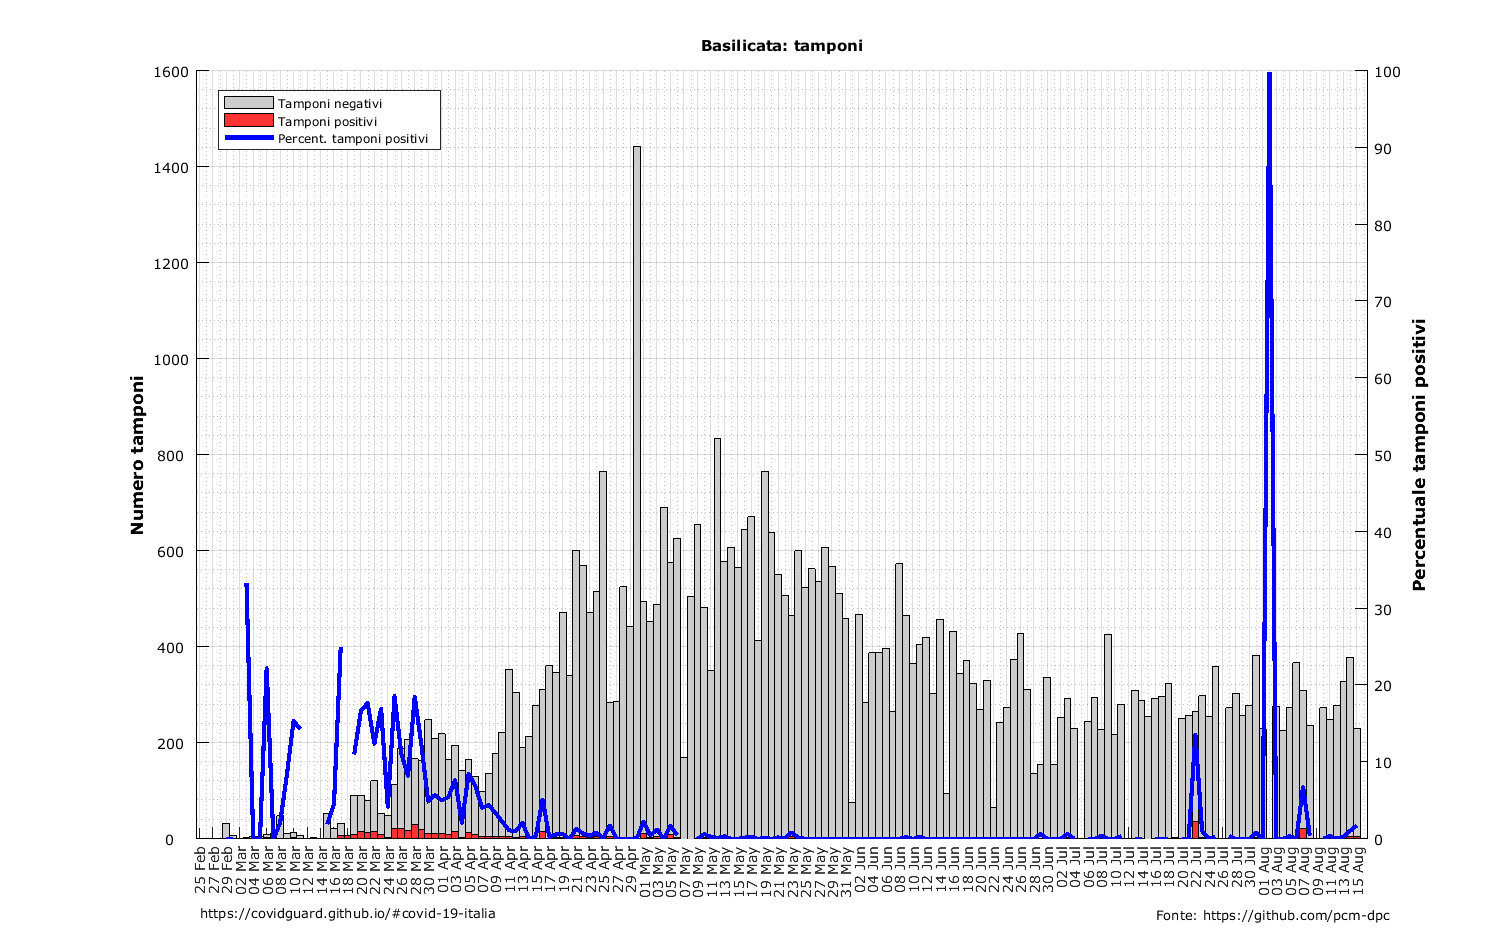 Basilicata: tamponi
Tamponi negativi
Tamponi positivi
Percent. tamponi positivi
Numero tamponi
1600
1400
1200
1000
800
600
400
200
0
Percentuale tamponi positivi
100
90
80
70
60
50
40
30
20
10
0
25 Feb
27 Feb
29 Feb
02 Mar
04 Mar
06 Mar
08 Mar
10 Mar
12 Mar
14 Mar
16 Mar
18 Mar
20 Mar
22 Mar
24 Mar
26 Mar
28 Mar
30 Mar
01 Apr
03 Apr
05 Apr
07 Apr
09 Apr
11 Apr
13 Apr
15 Apr
17 Apr
19 Apr
21 Apr
23 Apr
25 Apr
27 Apr
29 Apr
01 May
03 May
05 May
07 May
09 May
11 May
13 May
15 May
17 May
19 May
21 May
23 May
25 May
27 May
29 May
31 May
02 Jun
04 Jun
06 Jun
08 Jun
10 Jun
12 Jun
14 Jun
16 Jun
18 Jun
20 Jun
22 Jun
24 Jun
26 Jun
28 Jun
30 Jun
02 Jul
04 Jul
06 Jul
08 Jul
10 Jul
12 Jul
14 Jul
16 Jul
18 Jul
20 Jul
22 Jul
24 Jul
26 Jul
28 Jul
30 Jul
01 Aug
03 Aug
05 Aug
07 Aug
09 Aug
11 Aug
13 Aug
15 Aug
https://covidguard.github.io/#covid-19-italia
Fonte: https://github.com/pcm-dpc